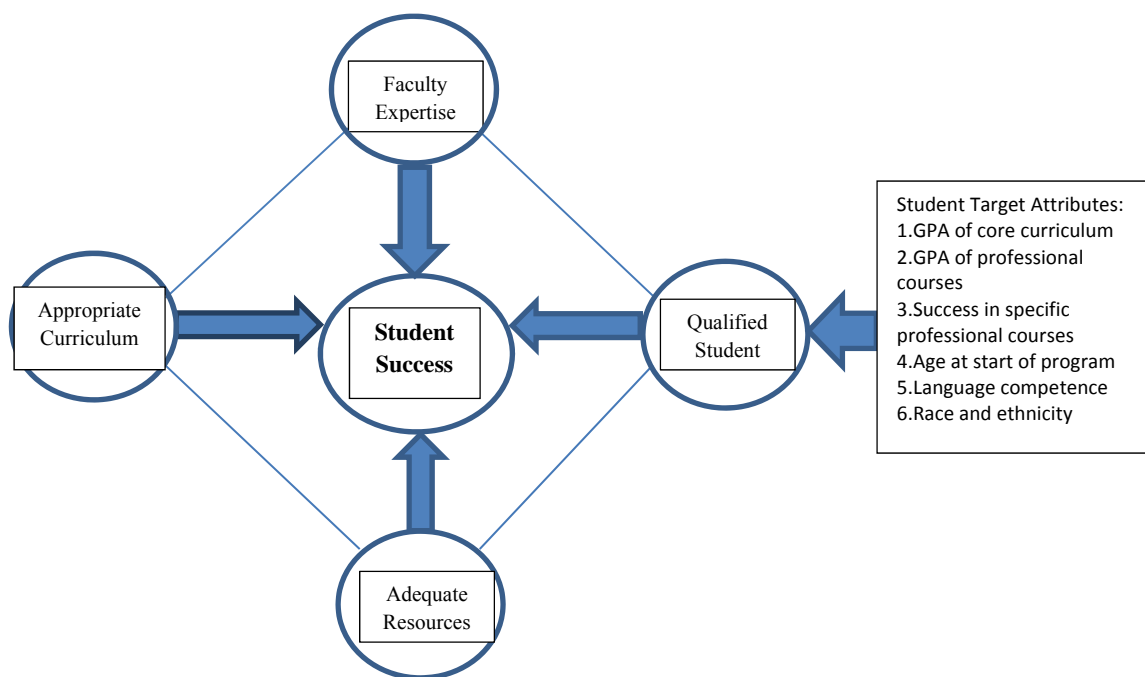 Faculty
Expertise
Appropriate
Curriculum
Student
Success
Qualified
Student
Adequate
Resources
Student Target Attributes:
1.GPA of core curriculum
2.GPA of professional
courses
3.Success in specific
professional courses
4.Age at start of program
5.Language competence
6.Race and ethnicity